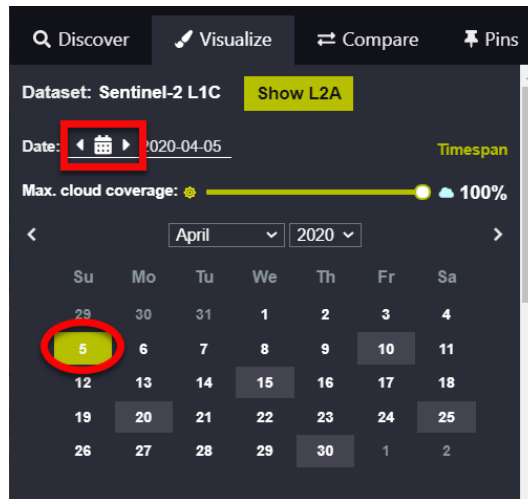 Discover Visualize Compare Pins
Dataset: Sentinel-2 L1C Show L2A
Date: 2020-04-05 Timespan
Max. cloud coverage: 100%
April 2020
Su Mo Tu We Th Fr Sa
29 30 31 1 2 3 4
5 6 7 8 9 10 11
12 13 14 15 16 17 18
19 20 21 22 23 24 25
26 27 28 29 30 1 2